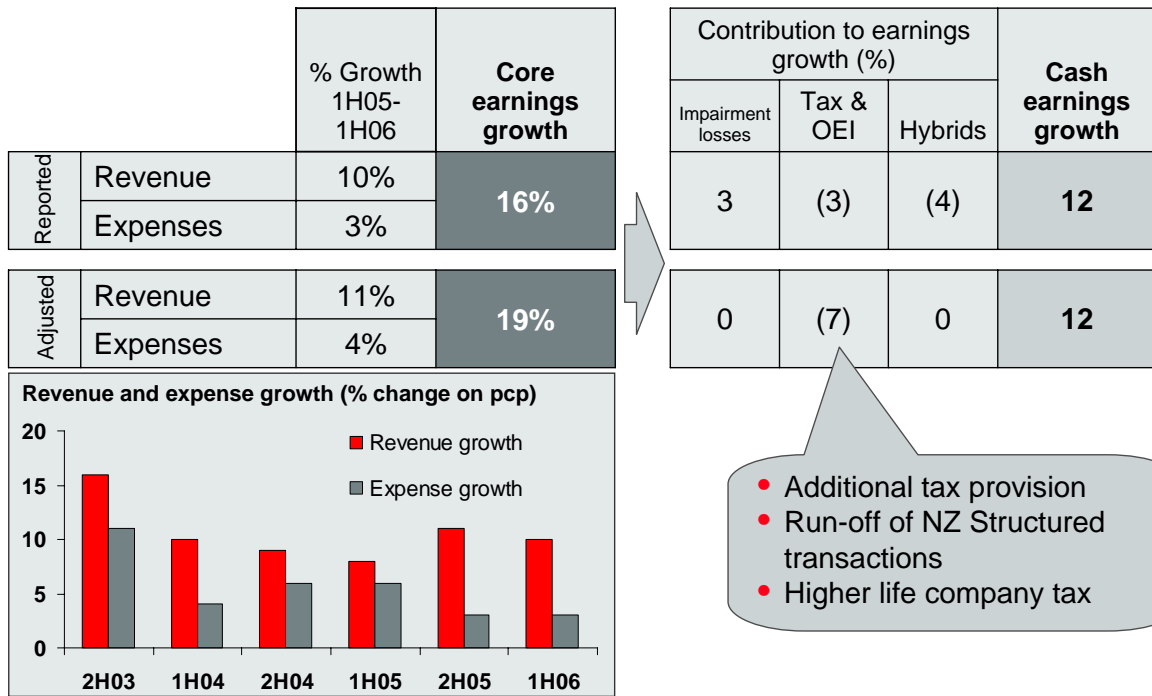 % Growth
1H05-
1H06
Core
earnings
growth
Contribution to earnings
growth (%)
Impairment
losses
Tax &
OEI
Hybrids
Cash
earnings
growth
Reported
Revenue
10%
Expenses
3%
16%
3
(3)
(4)
12
Adjusted
Revenue
11%
Expenses
4%
19%
0
(7)
0
12
Revenue and expense growth (% change on pcp)
20
15
10
5
0
Revenue growth
Expense growth
2H03
1H04
2H04
1H05
2H05
1H06
• Additional tax provision
• Run-off of NZ Structured
transactions
• Higher life company tax